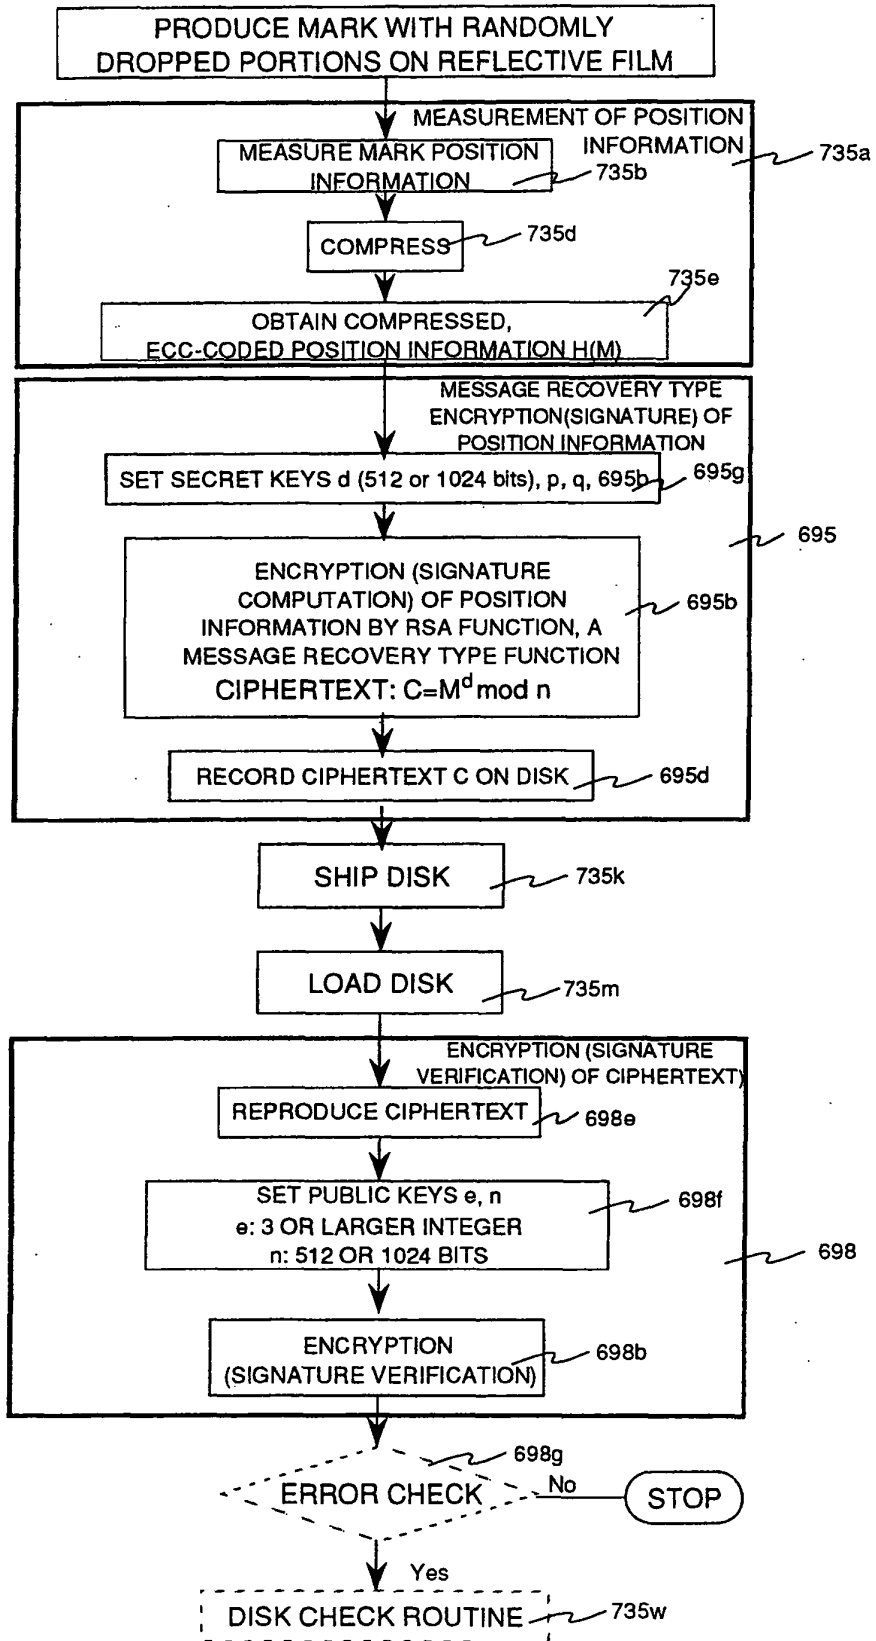 PRODUCE MARK WITH RANDOMLY
DROPPED PORTIONS ON REFLECTIVE FILM
MEASUREMENT OF POSITION
INFORMATION
735a
MEASURE MARK POSITION
INFORMATION
735b
COMPRESS
735d
735e
OBTAIN COMPRESSED,
ECC-CODED POSITION INFORMATION H(M)
MESSAGE RECOVERY TYPE
ENCRYPTION(SIGNATURE) OF
POSITION INFORMATION
SET SECRET KEYS d (512 or 1024 bits), p, q, 695b
695g
695
ENCRYPTION (SIGNATURE
COMPUTATION) OF POSITION
INFORMATION BY RSA FUNCTION, A
MESSAGE RECOVERY TYPE FUNCTION
CIPHERTEXT: C=M^d mod n
695b
RECORD CIPHERTEXT C ON DISK
695d
SHIP DISK
735k
LOAD DISK
735m
ENCRYPTION (SIGNATURE
VERIFICATION) OF CIPHERTEXT)
REPRODUCE CIPHERTEXT
698e
SET PUBLIC KEYS e, n
e: 3 OR LARGER INTEGER
n: 512 OR 1024 BITS
698f
698
ENCRYPTION
(SIGNATURE VERIFICATION)
698b
698g
ERROR CHECK
No
STOP
Yes
DISK CHECK ROUTINE
735w